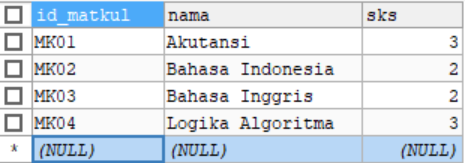 id_matkul nama sks
MK01 Akutansi 3
MK02 Bahasa Indonesia 2
MK03 Bahasa Inggris 2
MK04 Logika Algoritma 3
* (NULL) (NULL) (NULL)